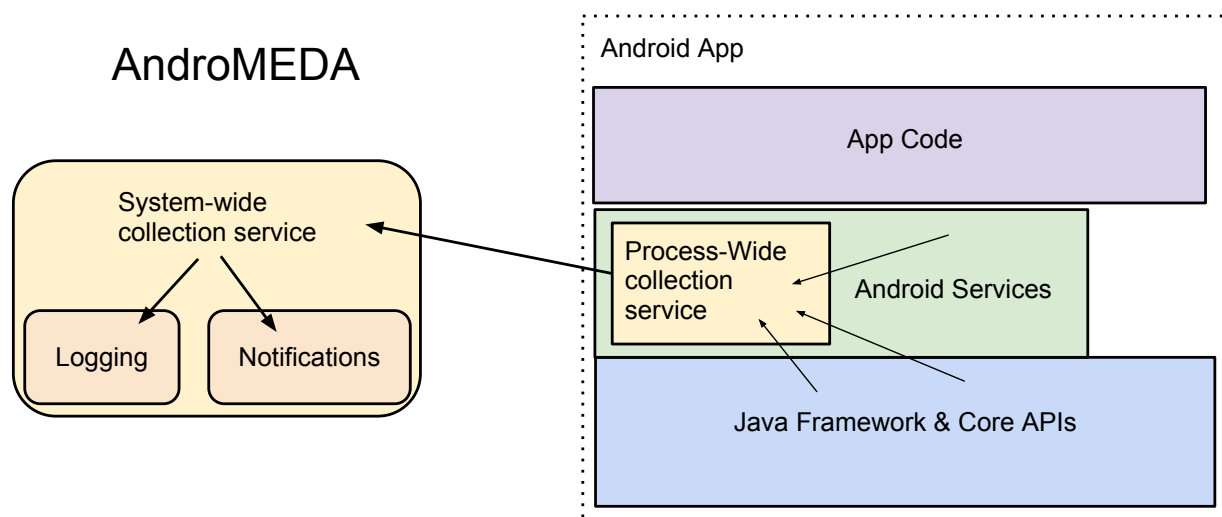 AndroMEDA
System-wide
collection service
Logging
Notifications
Android App
App Code
Process-Wide
collection
service
Android Services
Java Framework & Core APIs